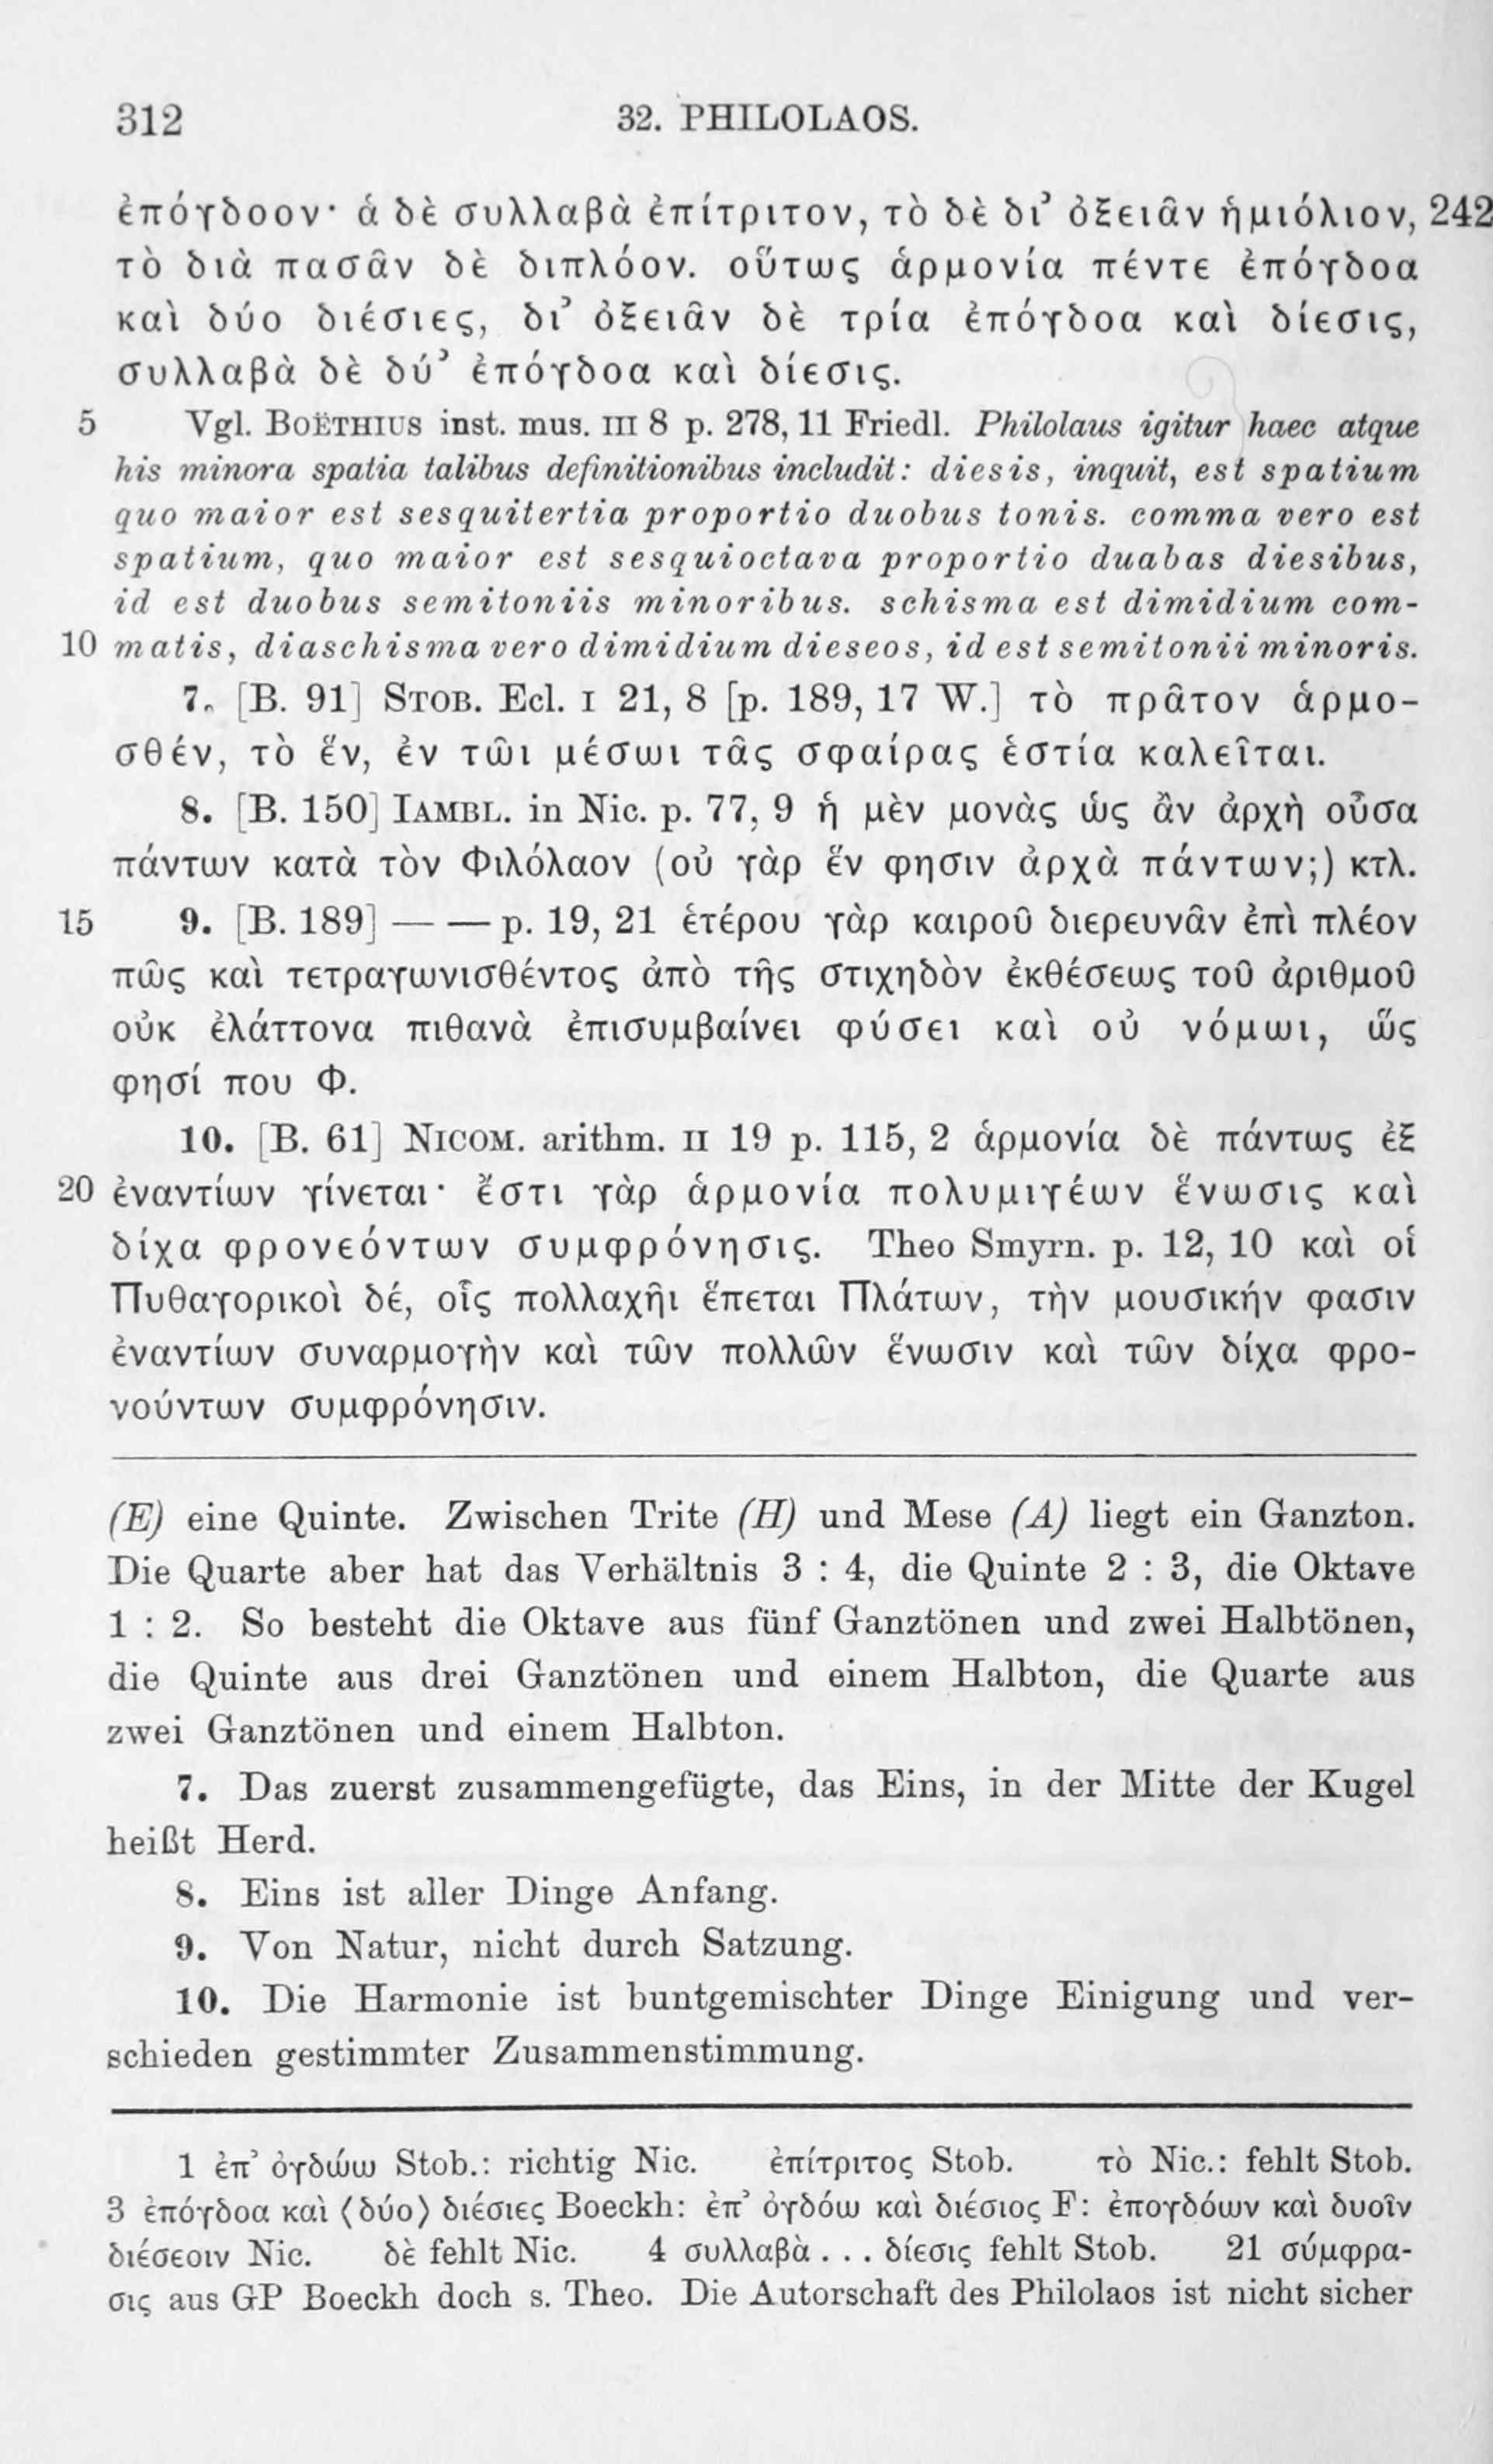 312 32. PHILOLAOS.
ἐπόγδοον· ἁ δὲ συλλαβὰ ἐπίτριτον, τὸ δὲ δι’ ὀξειᾶν ἡμιόλιον, 242
τὸ διὰ πασᾶν δὲ διπλόον. οὕτως ἁρμονία πέντε ἐπόγδοα
καὶ δύο διέσιες, δι’ ὀξειᾶν δὲ τρία ἐπόγδοα καὶ δίεσις,
συλλαβὰ δὲ δύ’ ἐπόγδοα καὶ δίεσις.
5 Vgl. BOËTHIUS inst. mus. III 8 p. 278, 11 Friedl. Philolaus igitur haec atque
his minora spatia talibus definitionibus includit: diesis, inquit, est spatium
quo maior est sesquitertia proportio duobus tonis. comma vero est
spatium, quo maior est sesquioctava proportio duabas diesibus,
id est duobus semitoniis minoribus. schisma est dimidium com-
10 matis, diaschisma vero dimidium dieseos, id est semitonii minoris.
7. [B. 91] STOB. Ecl. I 21, 8 [p. 189, 17 W.] τὸ πρᾶτον ἁρμο-
σθέν, τὸ ἕν, ἐν τῶι μέσωι τᾶς σφαίρας ἑστία καλεῖται.
8. [B. 150] IAMBL. in Nic. p. 77, 9 ἡ μὲν μονὰς ὡς ἂν ἀρχὴ οὖσα
πάντων κατὰ τὸν Φιλόλαον (οὐ γὰρ ἕν φησιν ἀρχὰ πάντων;) κτλ.
15 9. [B. 189] — — p. 19, 21 ἑτέρου γὰρ καιροῦ διερευνᾶν ἐπὶ πλέον
πῶς καὶ τετραγωνισθέντος ἀπὸ τῆς στιχηδὸν ἐκθέσεως τοῦ ἀριθμοῦ
οὐκ ἐλάττονα πιθανὰ ἐπισυμβαίνει φύσει καὶ οὐ νόμωι, ὥς
φησί που Φ.
10. [B. 61] NICOM. arithm. II 19 p. 115, 2 ἁρμονία δὲ πάντως ἐξ
20 ἐναντίων γίνεται· ἔστι γὰρ ἁρμονία πολυμιγέων ἕνωσις καὶ
δίχα φρονεόντων συμφρόνησις. Theo Smyrn. p. 12, 10 καὶ οἱ
Πυθαγορικοὶ δέ, οἷς πολλαχῆι ἕπεται Πλάτων, τὴν μουσικήν φασιν
ἐναντίων συναρμογὴν καὶ τῶν πολλῶν ἕνωσιν καὶ τῶν δίχα φρο-
νούντων συμφρόνησιν.
(E) eine Quinte. Zwischen Trite (H) und Mese (A) liegt ein Ganzton.
Die Quarte aber hat das Verhältnis 3 : 4, die Quinte 2 : 3, die Oktave
1 : 2. So besteht die Oktave aus fünf Ganztönen und zwei Halbtönen,
die Quinte aus drei Ganztönen und einem Halbton, die Quarte aus
zwei Ganztönen und einem Halbton.
7. Das zuerst zusammengefügte, das Eins, in der Mitte der Kugel
heißt Herd.
8. Eins ist aller Dinge Anfang.
9. Von Natur, nicht durch Satzung.
10. Die Harmonie ist buntgemischter Dinge Einigung und ver-
schieden gestimmter Zusammenstimmung.
1 ἐπ’ ὀγδώω Stob.: richtig Nic. ἐπίτριτος Stob. τὸ Nic.: fehlt Stob.
3 ἐπόγδοα καὶ ⟨δύο⟩ διέσιες Boeckh: ἐπ’ ὀγδόω καὶ διέσιος F: ἐπογδόων καὶ δυοῖν
διέσεοιν Nic. δὲ fehlt Nic. 4 συλλαβὰ . . . δίεσις fehlt Stob. 21 σύμφρα-
σις aus GP Boeckh doch s. Theo. Die Autorschaft des Philolaos ist nicht sicher